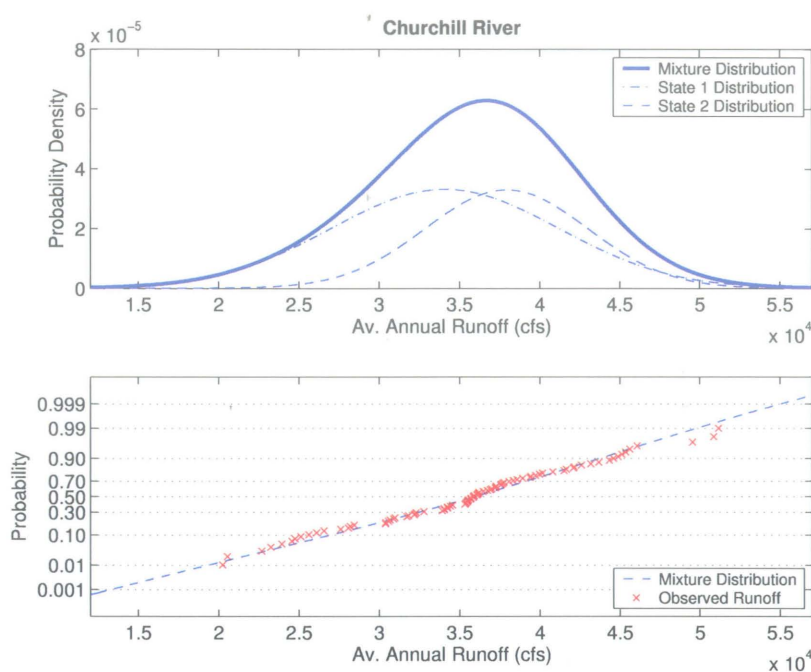 Churchill River
x 10⁻⁵
8
6
4
2
0
Probability Density
Mixture Distribution
State 1 Distribution
State 2 Distribution
1.5 2 2.5 3 3.5 4 4.5 5 5.5
Av. Annual Runoff (cfs)
x 10⁴
0.999
0.99
0.90
0.70
0.50
0.30
0.10
0.01
0.001
Probability
Mixture Distribution
Observed Runoff
1.5 2 2.5 3 3.5 4 4.5 5 5.5
Av. Annual Runoff (cfs)
x 10⁴